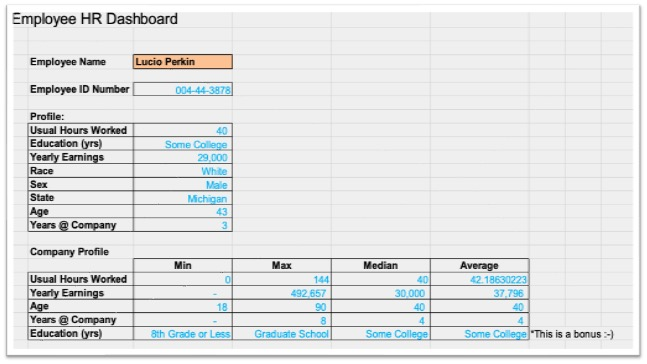 Employee HR Dashboard
Employee Name Lucio Perkin
Employee ID Number 004-44-3878
Profile:
Usual Hours Worked 40
Education (yrs) Some College
Yearly Earnings 29,000
Race White
Sex Male
State Michigan
Age 43
Years @ Company 3
Company Profile
Min Max Median Average
Usual Hours Worked 0 144 40 42.18630223
Yearly Earnings - 492,657 30,000 37,796
Age 18 90 40 40
Years @ Company - 8 4 4
Education (yrs) 8th Grade or Less Graduate School Some College Some College *This is a bonus :-)